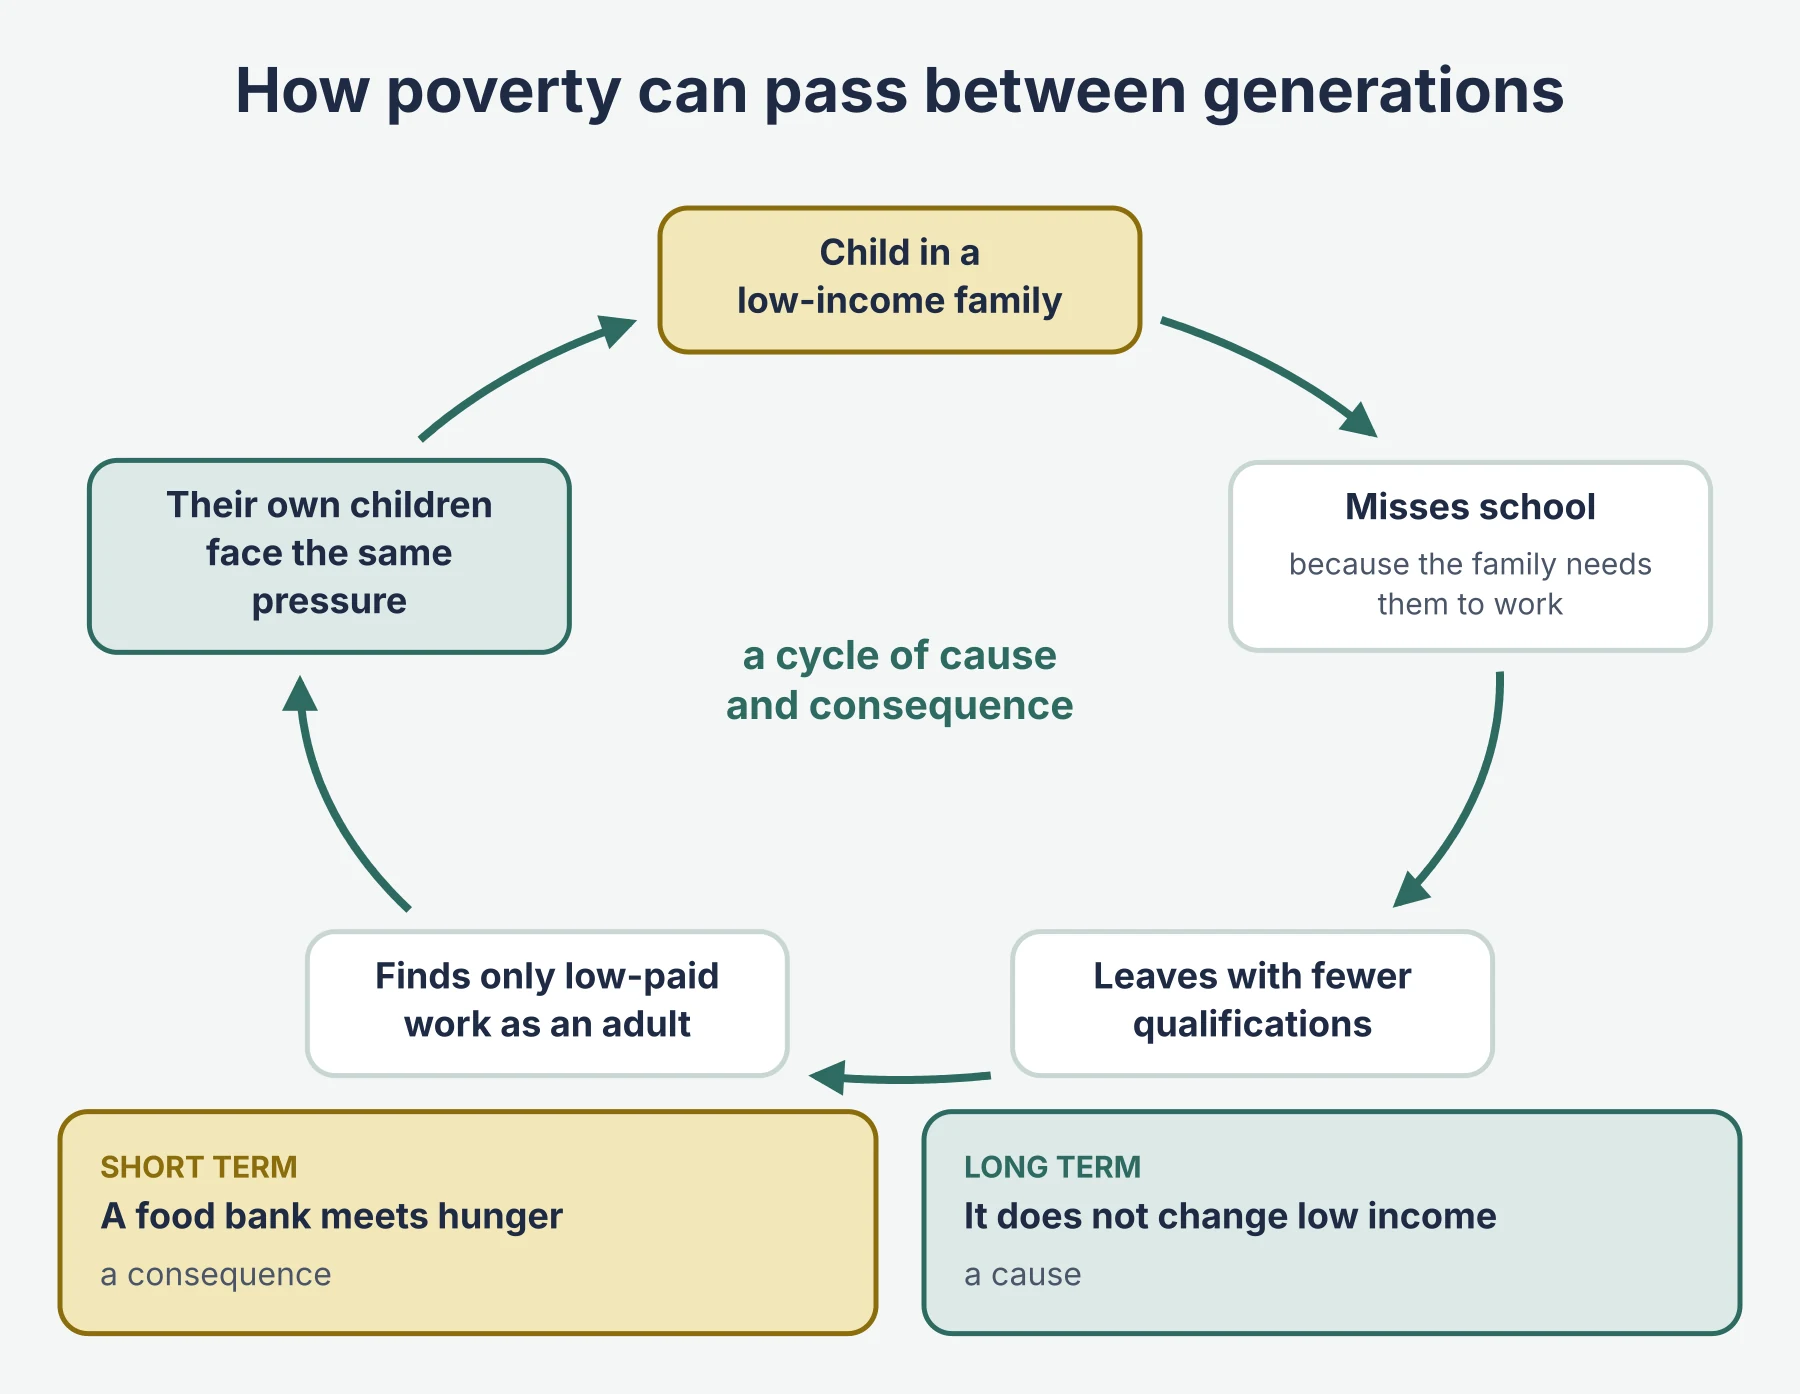 How poverty can pass between generations
Child in a
low-income family
Misses school
because the family needs
them to work
Leaves with fewer
qualifications
Finds only low-paid
work as an adult
Their own children
face the same
pressure
a cycle of cause
and consequence
SHORT TERM
A food bank meets hunger
a consequence
LONG TERM
It does not change low income
a cause